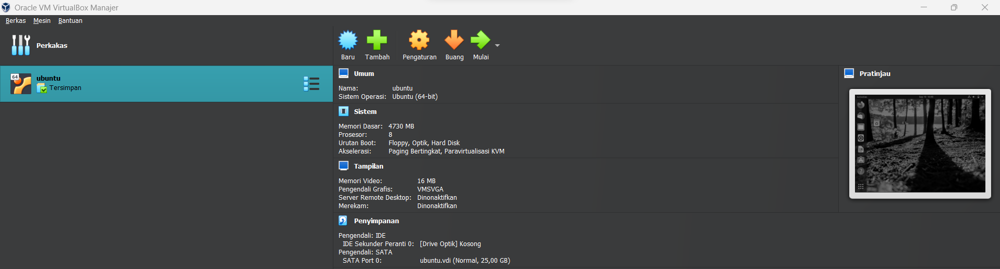 Oracle VM VirtualBox Manajer
Berkas Mesin Bantuan
Perkakas
Baru Tambah Pengaturan Buang Mulai
64
ubuntu
Tersimpan
Umum
Nama: ubuntu
Sistem Operasi: Ubuntu (64-bit)
Sistem
Memori Dasar: 4730 MB
Prosesor: 8
Urutan Boot: Floppy, Optik, Hard Disk
Akselerasi: Paging Bertingkat, Paravirtualisasi KVM
Tampilan
Memori Video: 16 MB
Pengendali Grafis: VMSVGA
Server Remote Desktop: Dinonaktifkan
Merekam: Dinonaktifkan
Penyimpanan
Pengendali: IDE
IDE Sekunder Peranti 0: [Drive Optik] Kosong
Pengendali: SATA
SATA Port 0: ubuntu.vdi (Normal, 25,00 GB)
Pratinjau
Activities